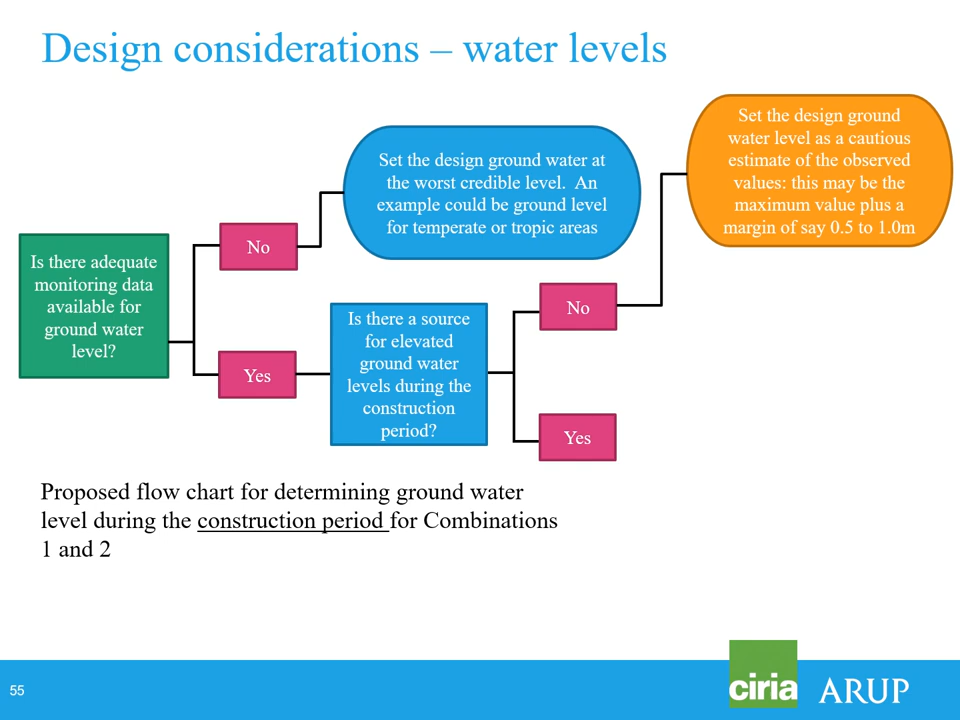 Design considerations – water levels
Set the design ground
water level as a cautious
estimate of the observed
values: this may be the
maximum value plus a
margin of say 0.5 to 1.0m
Set the design ground water at
the worst credible level.  An
example could be ground level
for temperate or tropic areas
No
Is there adequate
monitoring data
available for
ground water
level?
Is there a source
for elevated
ground water
levels during the
construction
period?
No
Yes
Yes
Proposed flow chart for determining ground water
level during the construction period for Combinations
1 and 2
55
ciria
ARUP